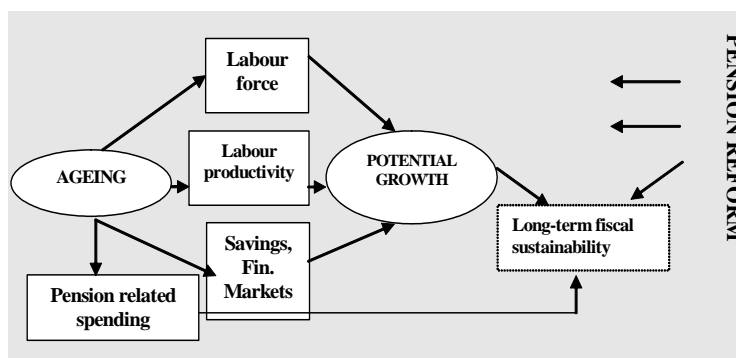 Labour
force
AGEING
Labour
productivity
POTENTIAL
GROWTH
Savings,
Fin.
Markets
Pension related
spending
Long-term fiscal
sustainability
PENSION REFORM